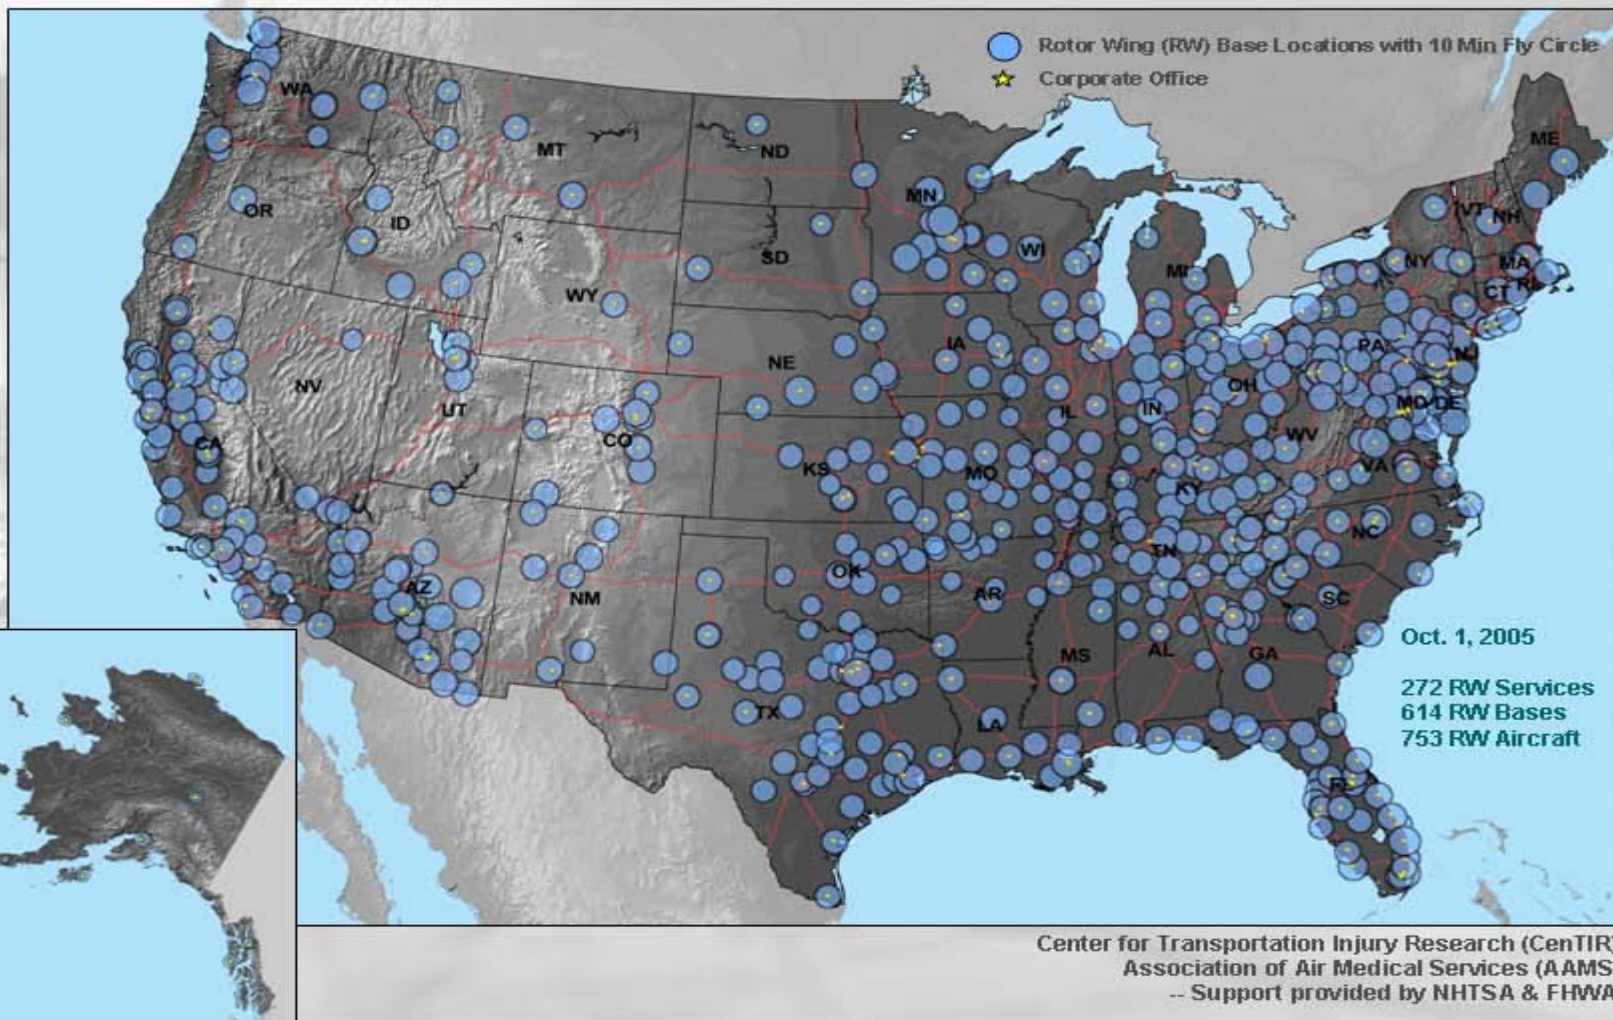 Rotor Wing (RW) Base Locations with 10 Min Fly Circle
Corporate Office
WA
MT
ND
MN
ME
OR
ID
SD
WI
MI
VT
NH
NY
MA
CT
RI
WY
NV
UT
NE
IA
PA
NJ
OH
MD
DE
CA
CO
KS
MO
IL
IN
WV
VA
KY
AZ
NM
OK
AR
TN
NC
SC
TX
LA
MS
AL
GA
FL
Oct. 1, 2005
272 RW Services
614 RW Bases
753 RW Aircraft
Center for Transportation Injury Research (CenTIR)
Association of Air Medical Services (AAMS)
-- Support provided by NHTSA & FHWA